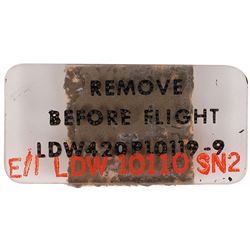 REMOVE
BEFORE FLIGHT
LDW420P10119-9
E/I LDW 10110 SN2